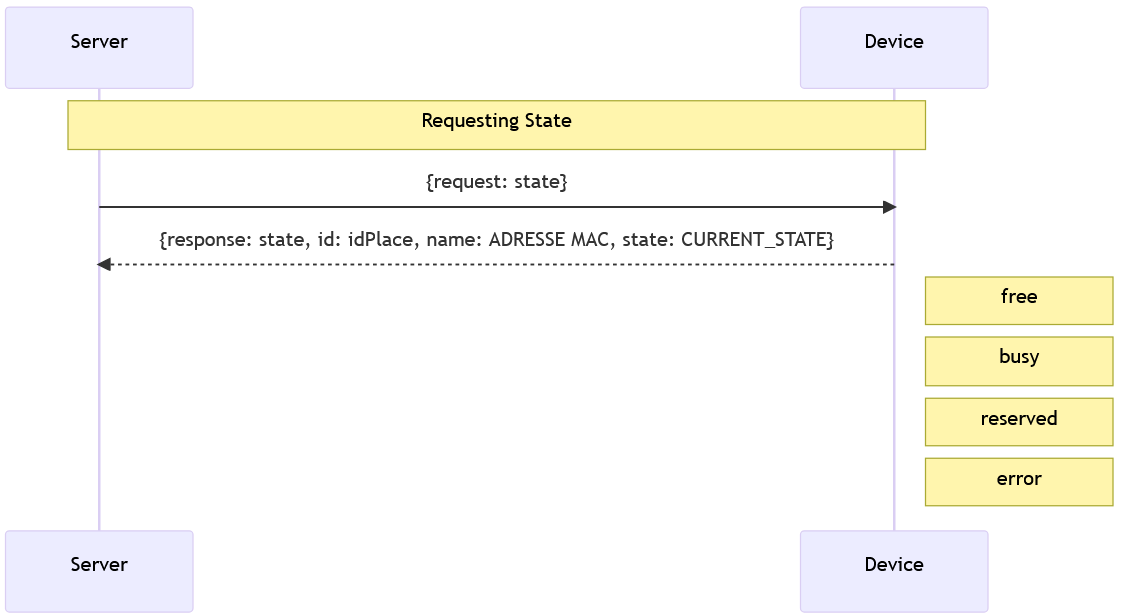 Server
Device
Requesting State
{request: state}
{response: state, id: idPlace, name: ADRESSE MAC, state: CURRENT_STATE}
free
busy
reserved
error
Server
Device